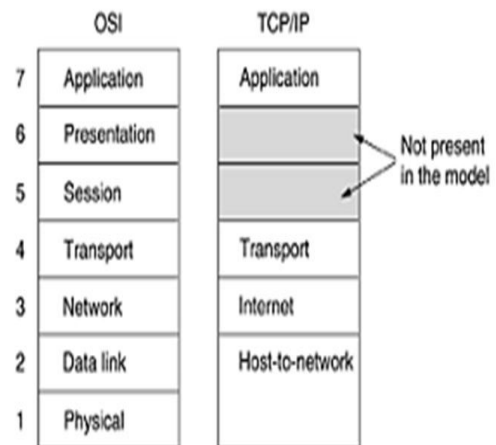 OSI TCP/IP
7 Application Application
6 Presentation
Not present
in the model
5 Session
4 Transport Transport
3 Network Internet
2 Data link Host-to-network
1 Physical